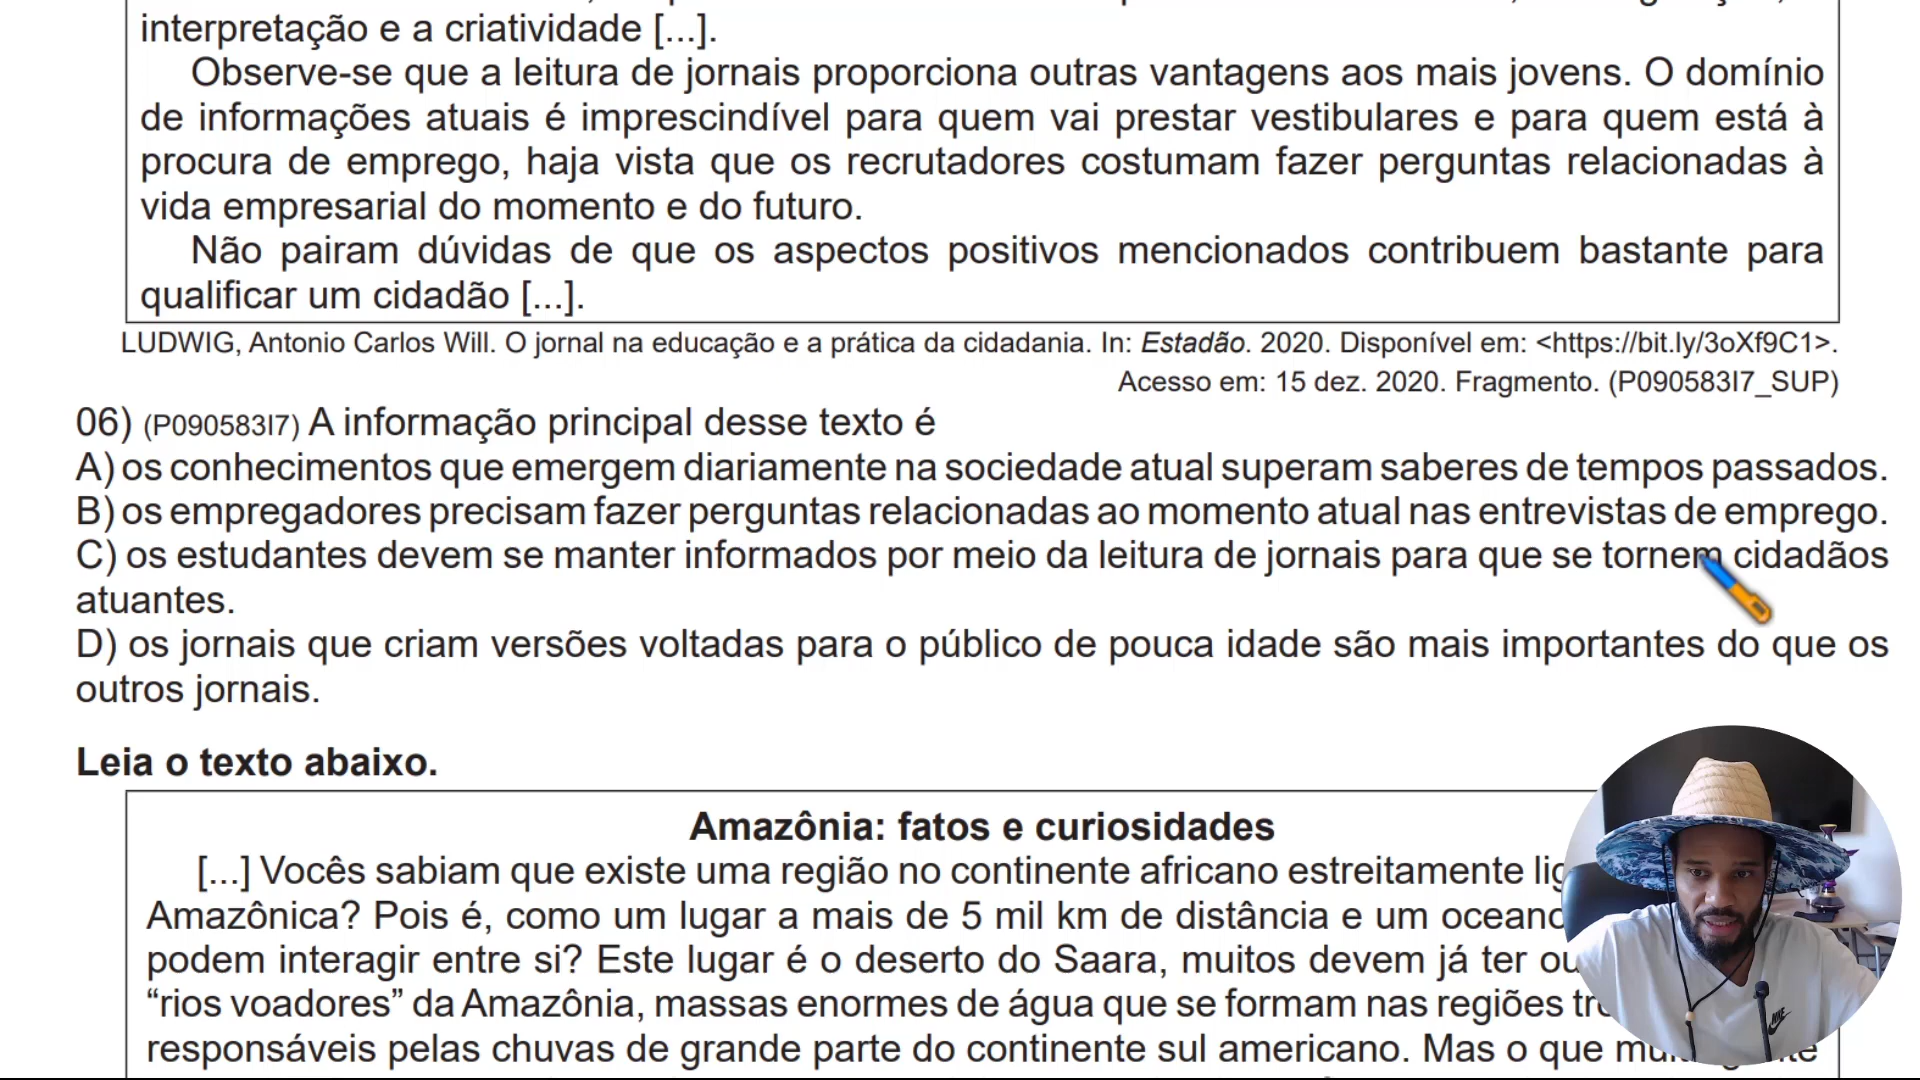 interpretação e a criatividade [...].
Observe-se que a leitura de jornais proporciona outras vantagens aos mais jovens. O domínio
de informações atuais é imprescindível para quem vai prestar vestibulares e para quem está à
procura de emprego, haja vista que os recrutadores costumam fazer perguntas relacionadas à
vida empresarial do momento e do futuro.
Não pairam dúvidas de que os aspectos positivos mencionados contribuem bastante para
qualificar um cidadão [...].
LUDWIG, Antonio Carlos Will. O jornal na educação e a prática da cidadania. In: Estadão. 2020. Disponível em: <https://bit.ly/3oXf9C1>.
Acesso em: 15 dez. 2020. Fragmento. (P090583I7_SUP)
06) (P090583I7) A informação principal desse texto é
A) os conhecimentos que emergem diariamente na sociedade atual superam saberes de tempos passados.
B) os empregadores precisam fazer perguntas relacionadas ao momento atual nas entrevistas de emprego.
C) os estudantes devem se manter informados por meio da leitura de jornais para que se tornem cidadãos
atuantes.
D) os jornais que criam versões voltadas para o público de pouca idade são mais importantes do que os
outros jornais.
Leia o texto abaixo.
Amazônia: fatos e curiosidades
[...] Vocês sabiam que existe uma região no continente africano estreitamente
Amazônica? Pois é, como um lugar a mais de 5 mil km de distância e um oceano
podem interagir entre si? Este lugar é o deserto do Saara, muitos devem já ter
“rios voadores” da Amazônia, massas enormes de água que se formam nas regiões
responsáveis pelas chuvas de grande parte do continente sul americano. Mas o que